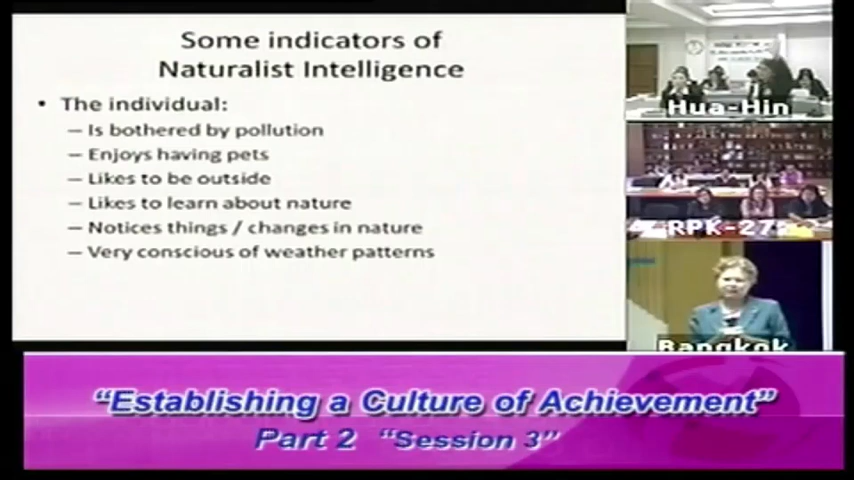 Some indicators of
Naturalist Intelligence
• The individual:
– Is bothered by pollution
– Enjoys having pets
– Likes to be outside
– Likes to learn about nature
– Notices things / changes in nature
– Very conscious of weather patterns
Hua-Hin
RPK-27
Bangkok
“Establishing a Culture of Achievement”
Part 2 “Session 3”